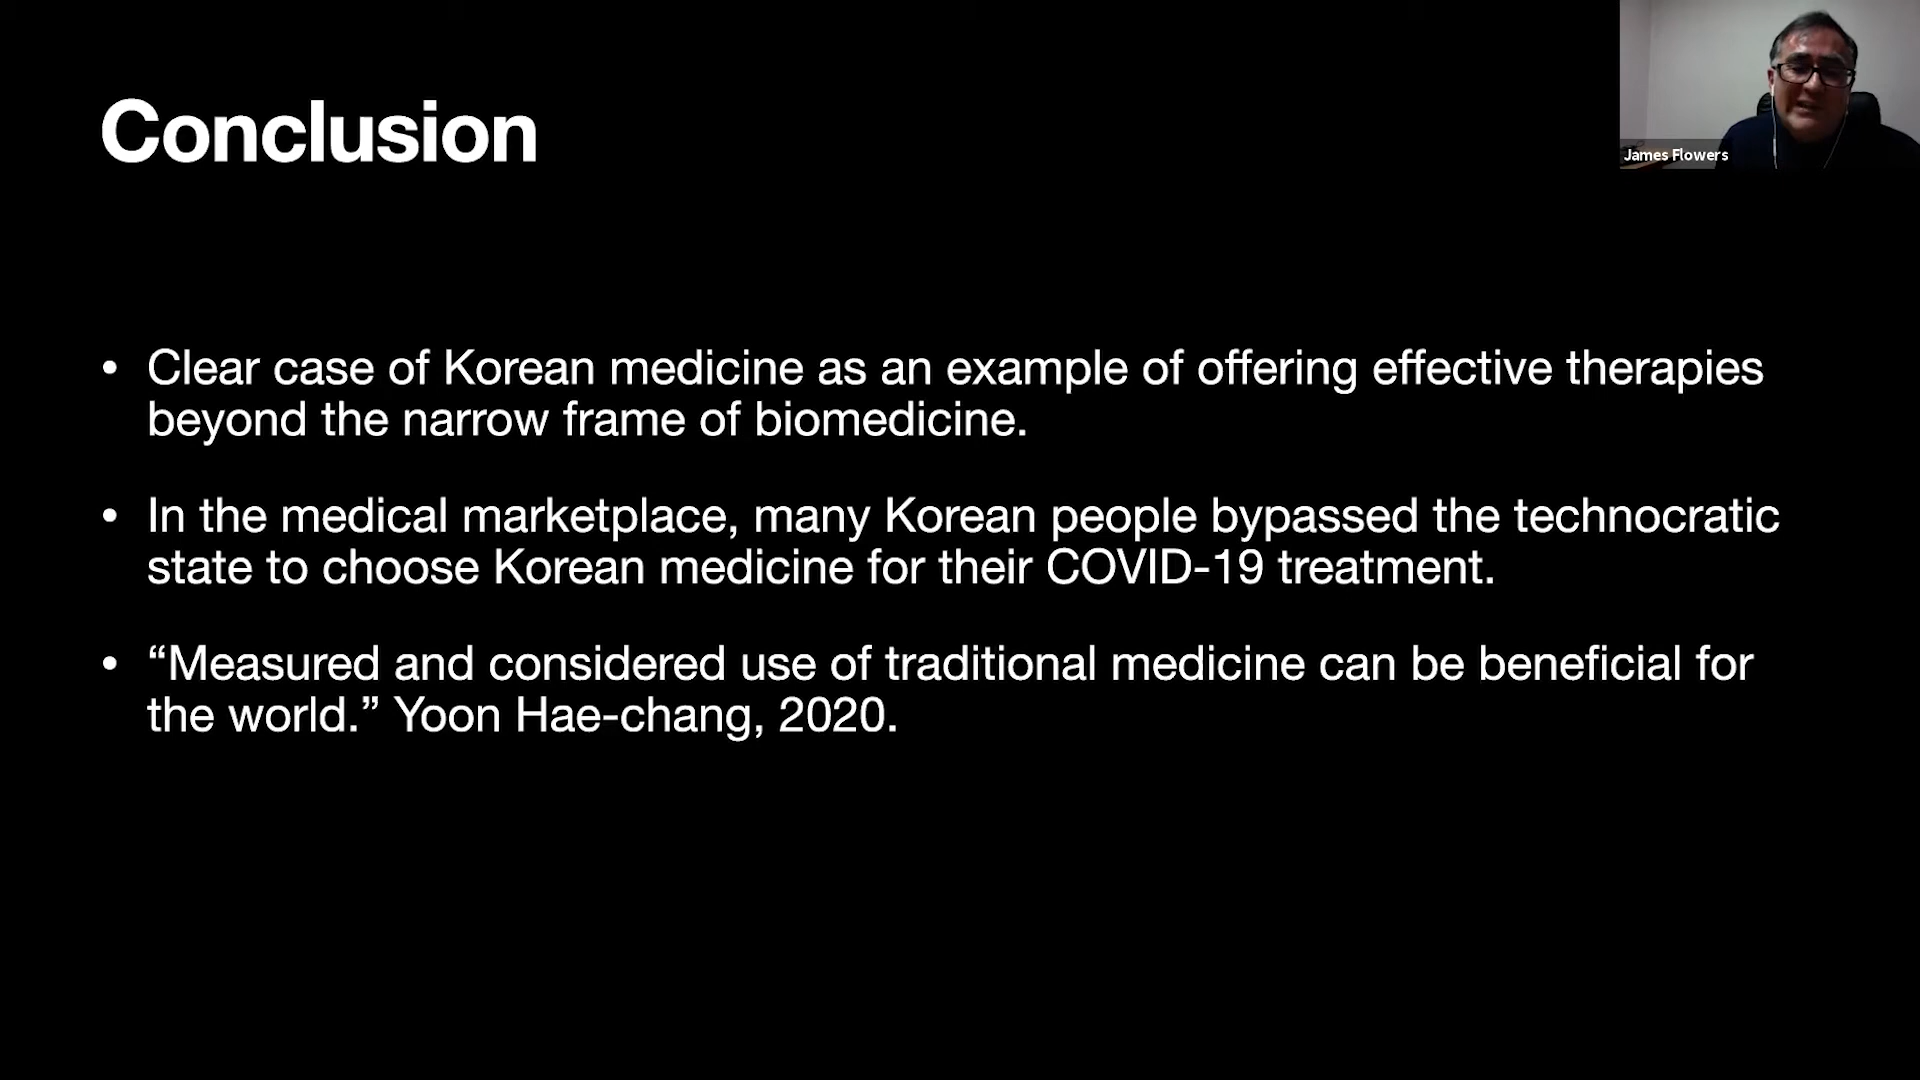 Conclusion
James Flowers
• Clear case of Korean medicine as an example of offering effective therapies
beyond the narrow frame of biomedicine.
• In the medical marketplace, many Korean people bypassed the technocratic
state to choose Korean medicine for their COVID-19 treatment.
• “Measured and considered use of traditional medicine can be beneficial for
the world.” Yoon Hae-chang, 2020.